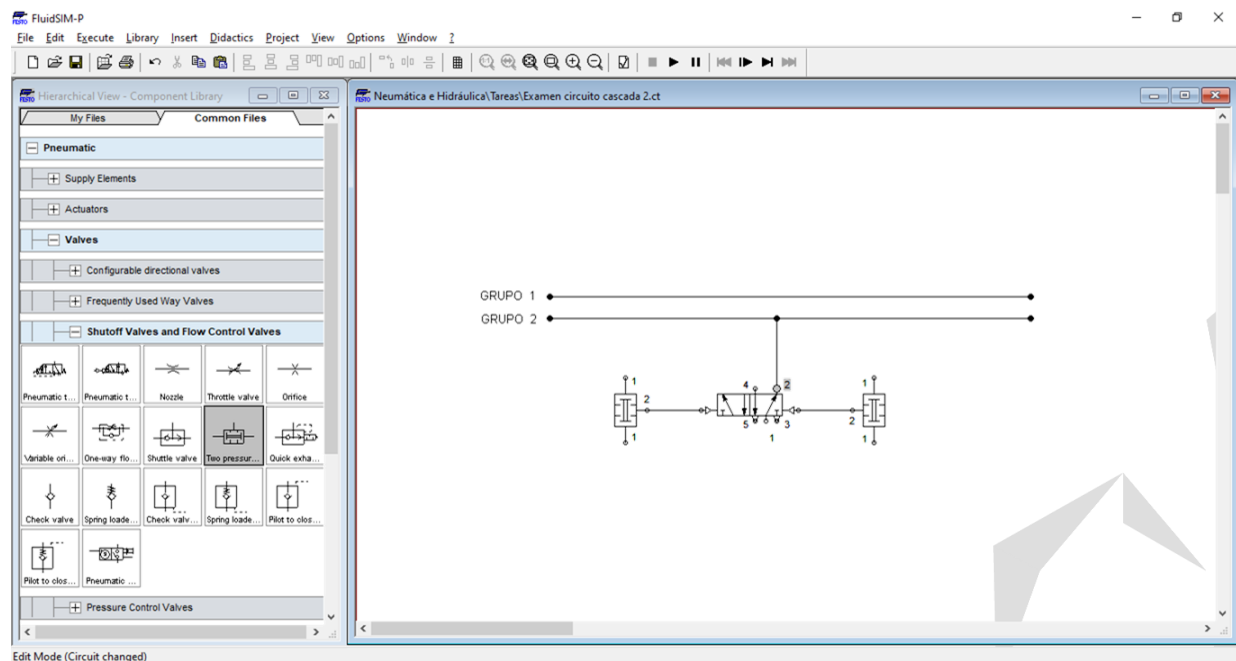 FluidSIM-P
File Edit Execute Library Insert Didactics Project View Options Window ?
Hierarchical View - Component Library
My Files Common Files
Pneumatic
Supply Elements
Actuators
Valves
Configurable directional valves
Frequently Used Way Valves
Shutoff Valves and Flow Control Valves
Pneumatic t... Pneumatic t... Nozzle Throttle valve Orifice
Variable ori... One-way flo... Shuttle valve Two pressur... Quick exha...
Check valve Spring loade... Check valv... Spring loade... Pilot to clos...
Pilot to clos... Pneumatic ...
Pressure Control Valves
Neumática e Hidráulica\Tareas\Examen circuito cascada 2.ct
GRUPO 1
GRUPO 2
1 4 2 1
2
5 3 2
1 1 1
Edit Mode (Circuit changed)